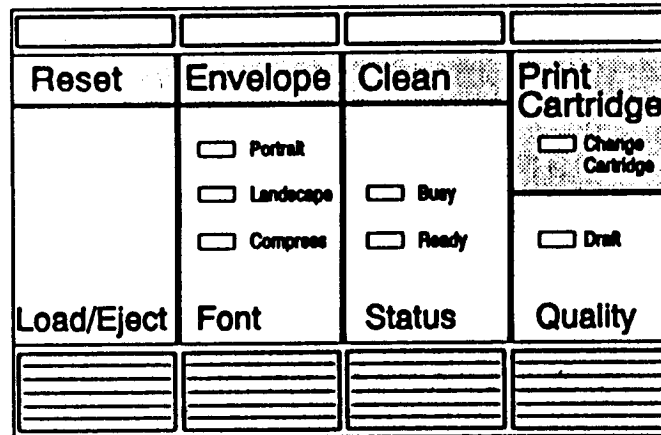 Reset
Envelope
Clean
Print
Cartridge
Change
Cartridge
Portrait
Landscape
Compress
Busy
Ready
Draft
Load/Eject
Font
Status
Quality